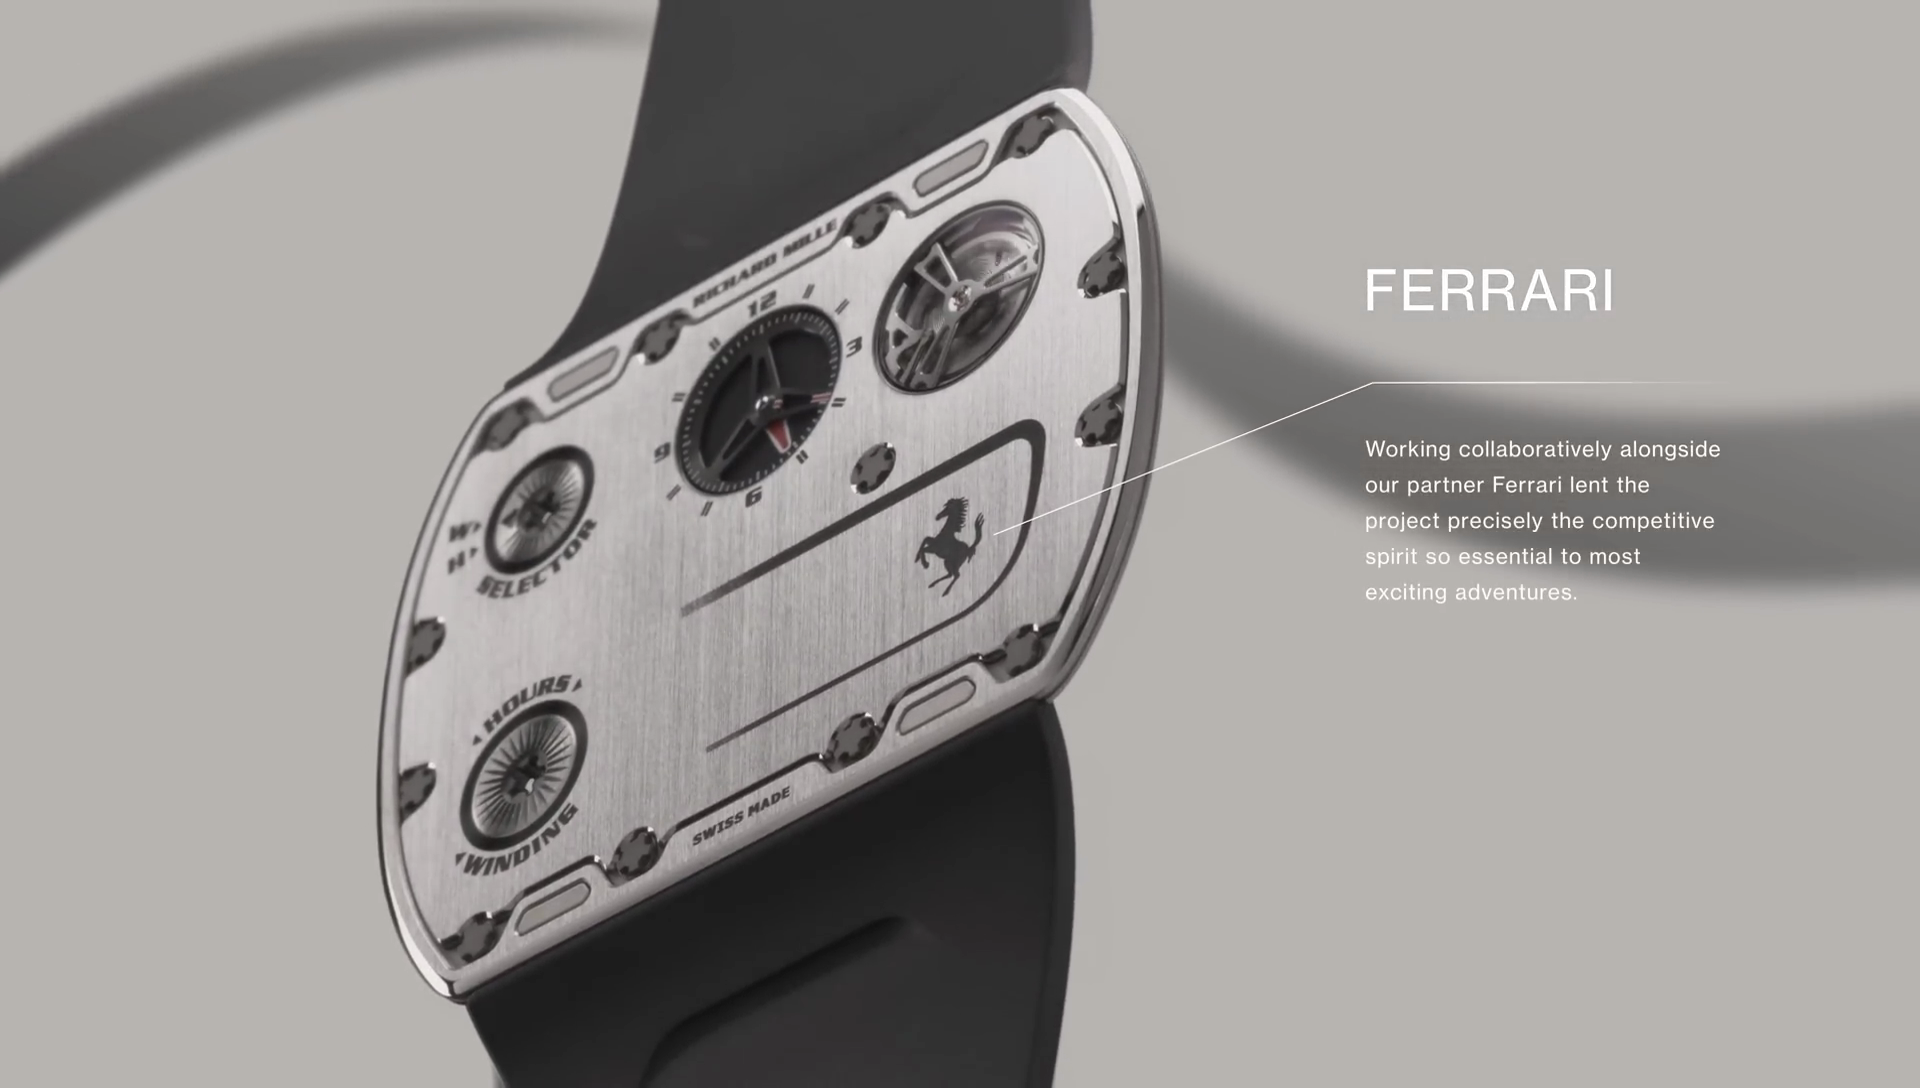 RICHARD MILLE
12
3
6
9
W
H
SELECTOR
HOURS
WINDING
SWISS MADE
FERRARI
Working collaboratively alongside
our partner Ferrari lent the
project precisely the competitive
spirit so essential to most
exciting adventures.